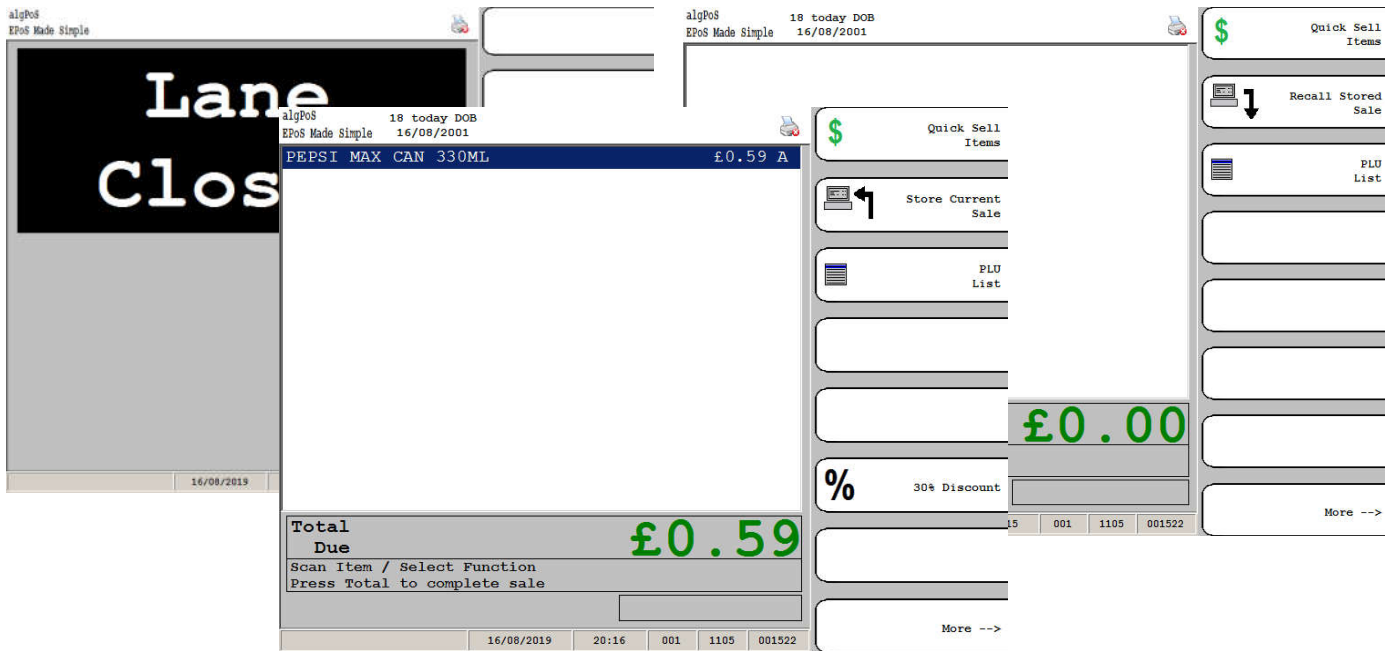 algPoS
EPoS Made Simple
Lane
Clos
16/08/2019
algPoS
EPoS Made Simple
18 today DOB
16/08/2001
PEPSI MAX CAN 330ML £0.59 A
Total
Due
£0.59
Scan Item / Select Function
Press Total to complete sale
16/08/2019 20:16 001 1105 001522
$ Quick Sell
Items
Store Current
Sale
PLU
List
% 30% Discount
More -->
algPoS
EPoS Made Simple
18 today DOB
16/08/2001
£0.00
15 001 1105 001522
$ Quick Sell
Items
Recall Stored
Sale
PLU
List
More -->